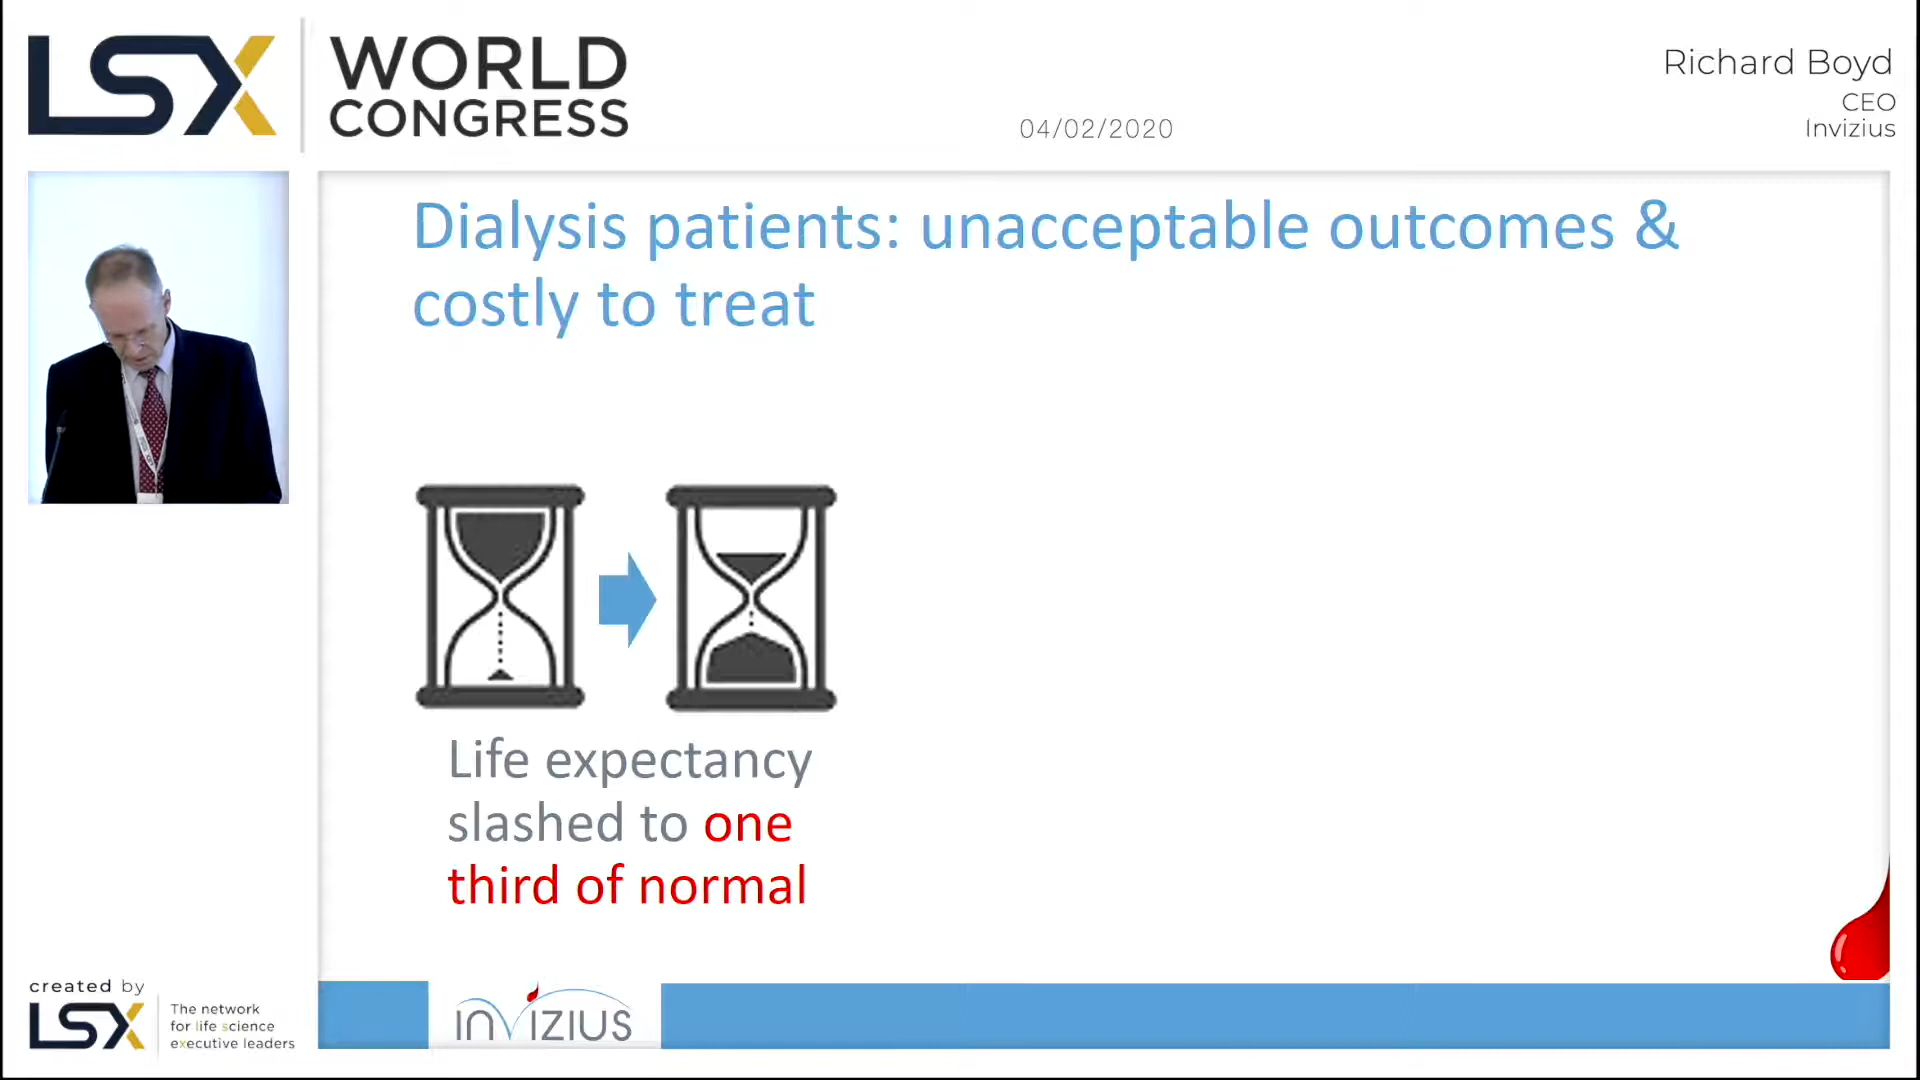 LSX
WORLD
CONGRESS
04/02/2020
Richard Boyd
CEO
Invizius
Dialysis patients: unacceptable outcomes &
costly to treat
Life expectancy
slashed to one
third of normal
created by
LSX
The network
for life science
executive leaders
INVIZIUS